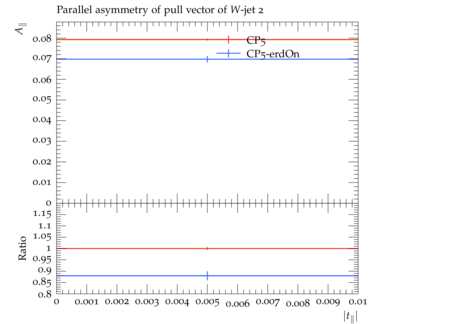 Parallel asymmetry of pull vector of W-jet 2
A∥
0.08
0.07
0.06
0.05
0.04
0.03
0.02
0.01
0
CP5
CP5-erdOn
Ratio
1.15
1.1
1.05
1
0.95
0.9
0.85
0.8
0 0.001 0.002 0.003 0.004 0.005 0.006 0.007 0.008 0.009 0.01
|t∥|